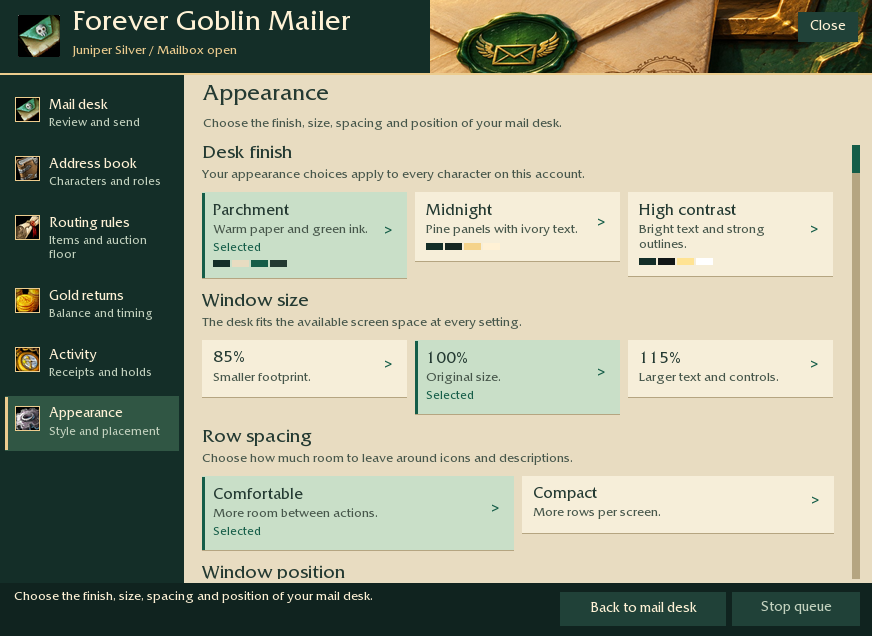 Forever Goblin Mailer
Juniper Silver / Mailbox open
Close
Mail desk
Review and send
Address book
Characters and roles
Routing rules
Items and auction
floor
Gold returns
Balance and timing
Activity
Receipts and holds
Appearance
Style and placement
Appearance
Choose the finish, size, spacing and position of your mail desk.
Desk finish
Your appearance choices apply to every character on this account.
Parchment
Warm paper and green ink.
Selected
>
Midnight
Pine panels with ivory text.
>
High contrast
Bright text and strong
outlines.
>
Window size
The desk fits the available screen space at every setting.
85%
Smaller footprint.
>
100%
Original size.
Selected
>
115%
Larger text and controls.
>
Row spacing
Choose how much room to leave around icons and descriptions.
Comfortable
More room between actions.
Selected
>
Compact
More rows per screen.
>
Window position
Choose the finish, size, spacing and position of your mail desk.
Back to mail desk
Stop queue